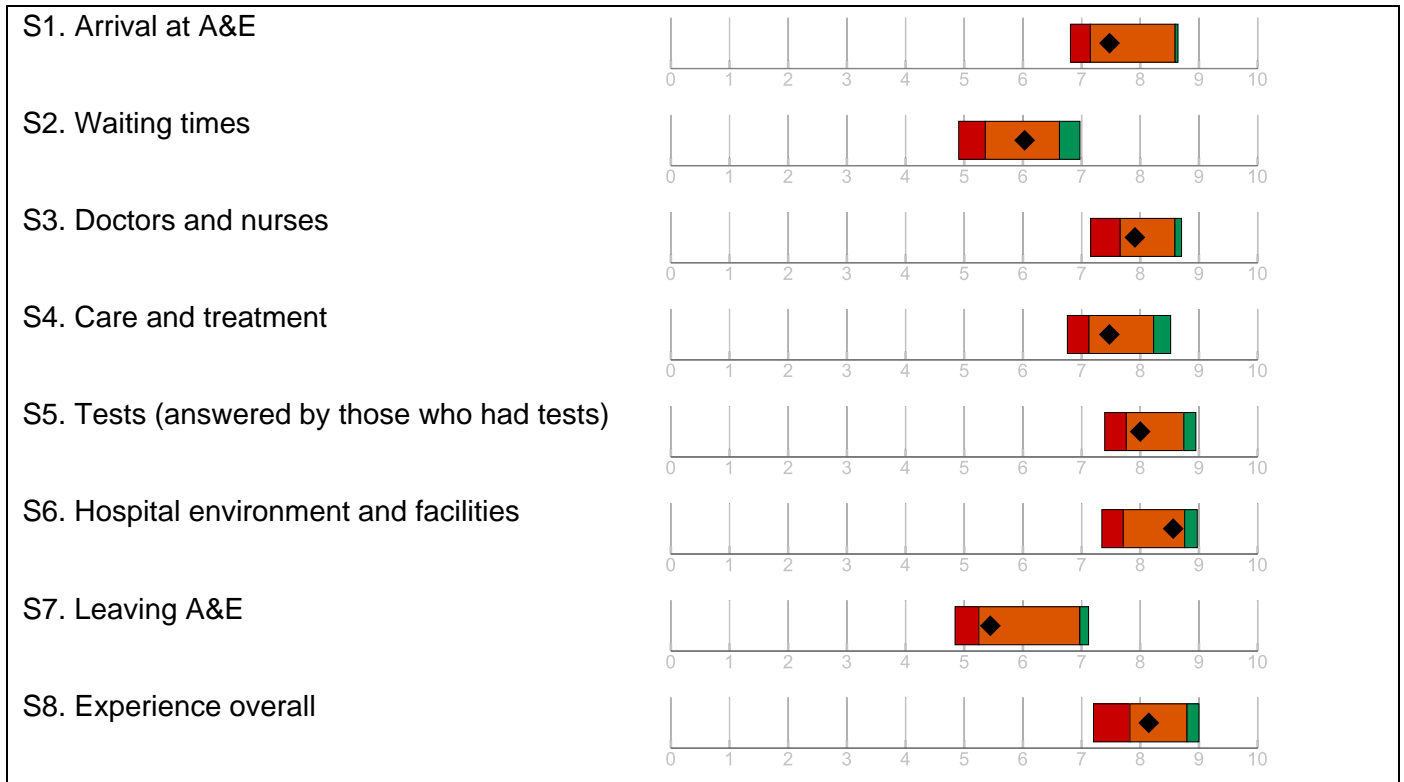 S1. Arrival at A&E
0 1 2 3 4 5 6 7 8 9 10
S2. Waiting times
0 1 2 3 4 5 6 7 8 9 10
S3. Doctors and nurses
0 1 2 3 4 5 6 7 8 9 10
S4. Care and treatment
0 1 2 3 4 5 6 7 8 9 10
S5. Tests (answered by those who had tests)
0 1 2 3 4 5 6 7 8 9 10
S6. Hospital environment and facilities
0 1 2 3 4 5 6 7 8 9 10
S7. Leaving A&E
0 1 2 3 4 5 6 7 8 9 10
S8. Experience overall
0 1 2 3 4 5 6 7 8 9 10